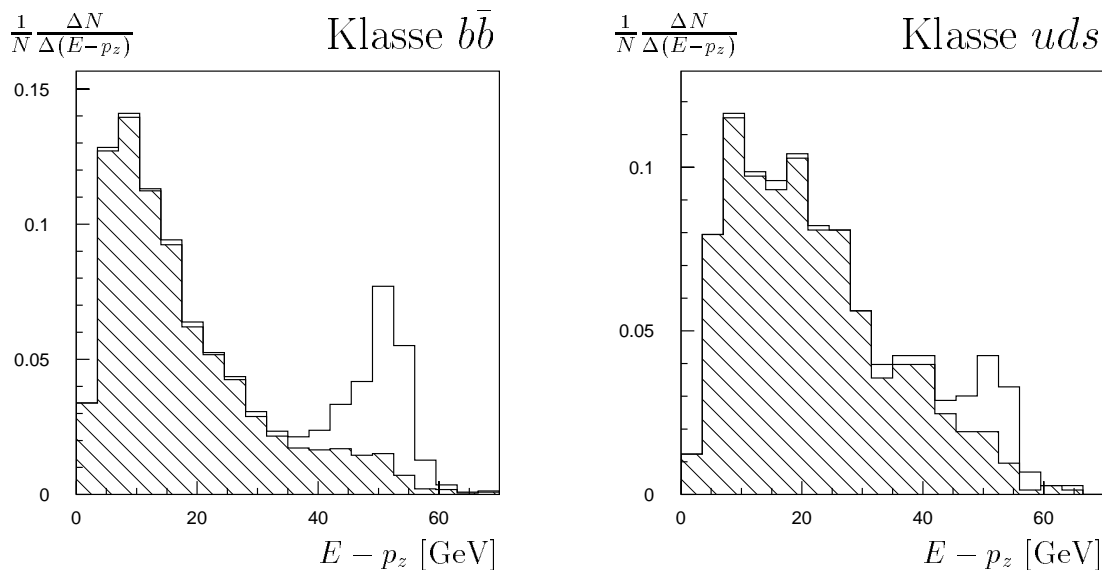 1/N ΔN/Δ(E−p_z) Klasse bb̄
0.15
0.1
0.05
0
0 20 40 60
E − p_z [GeV]
1/N ΔN/Δ(E−p_z) Klasse uds
0.1
0.05
0
0 20 40 60
E − p_z [GeV]